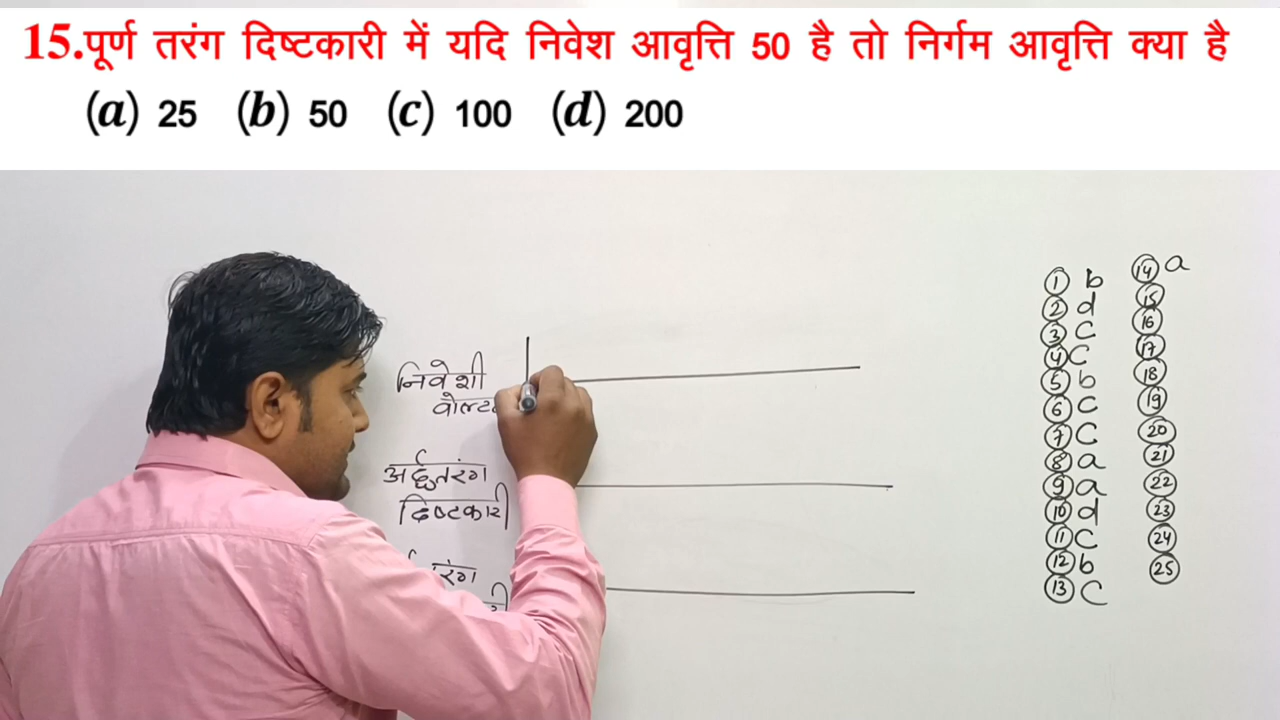 15.पूर्ण तरंग दिष्टकारी में यदि निवेश आवृत्ति 50 है तो निर्गम आवृत्ति क्या है
(a) 25 (b) 50 (c) 100 (d) 200
निवेशी
अर्द्धतरंग
दिष्टकारी
1 b
2 d
3 c
4 c
5 b
6 c
7 c
8 a
9 a
10 d
11 c
12 b
13 c
14 a
15
16
17
18
19
20
21
22
23
24
25